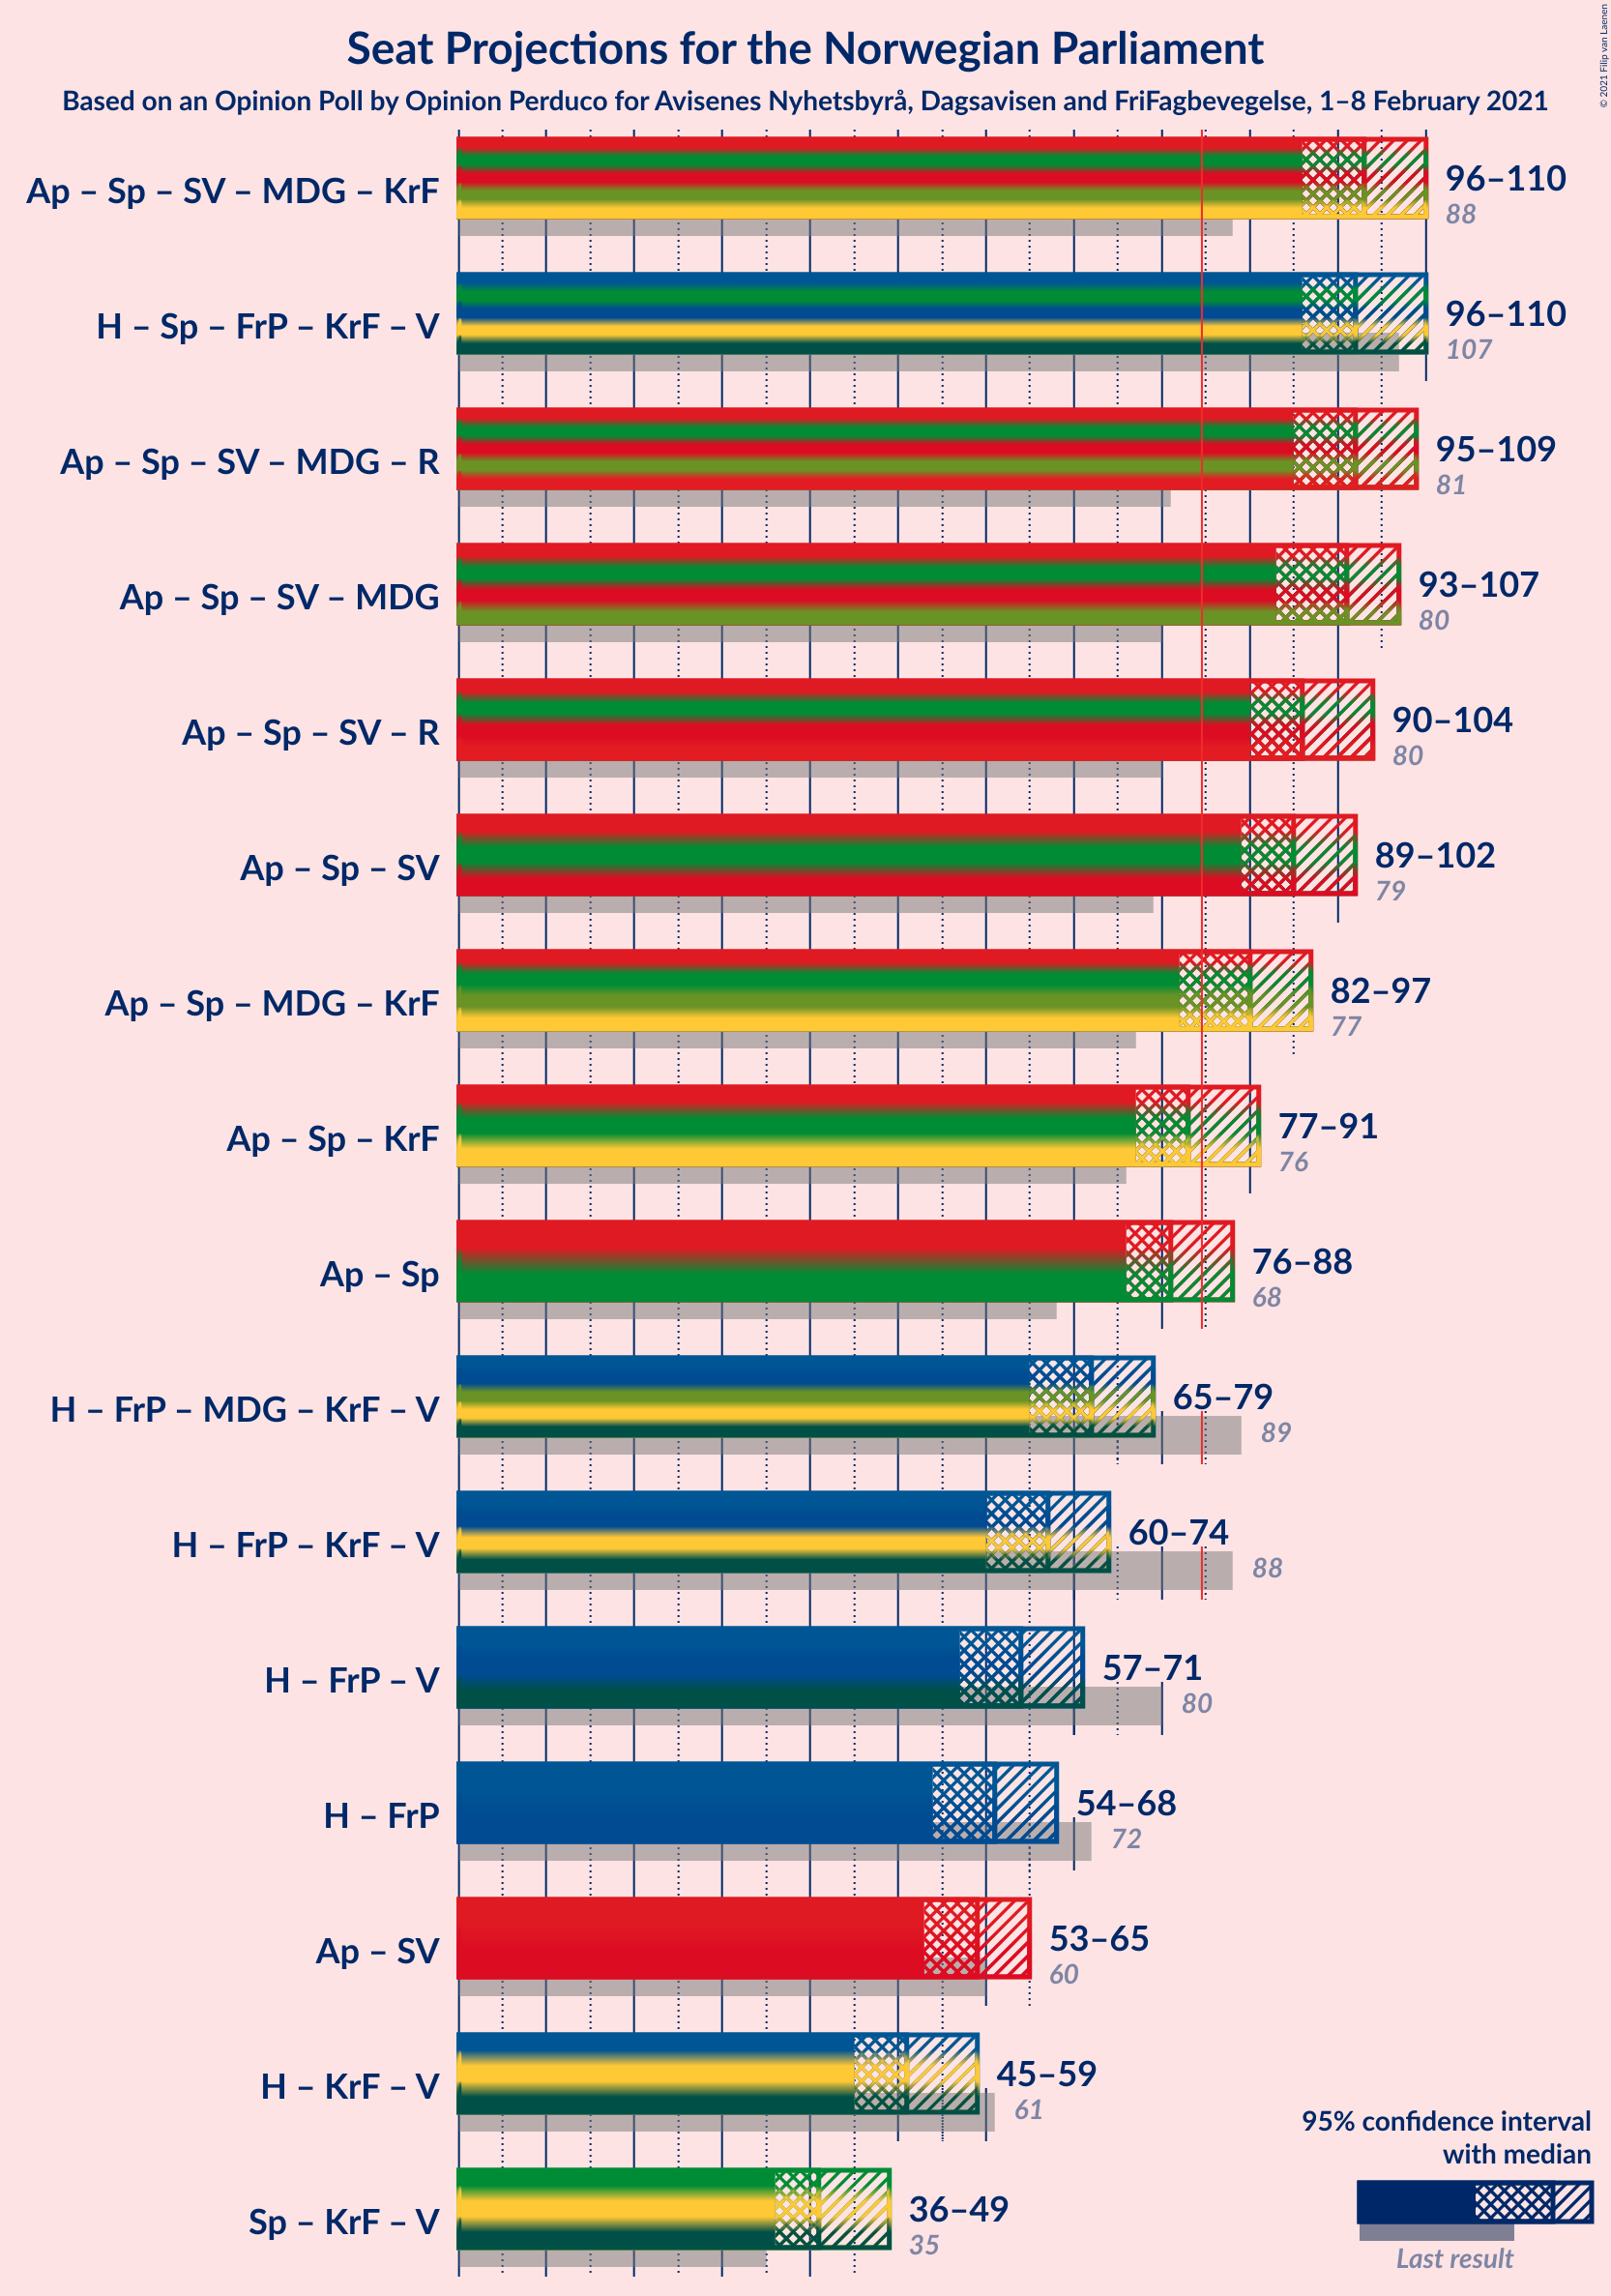 © 2021 Filip van Laenen
Seat Projections for the Norwegian Parliament
Based on an Opinion Poll by Opinion Perduco for Avisenes Nyhetsbyrå, Dagsavisen and FriFagbevegelse, 1–8 February 2021
Ap – Sp – SV – MDG – KrF
96–110
88
H – Sp – FrP – KrF – V
96–110
107
Ap – Sp – SV – MDG – R
95–109
81
Ap – Sp – SV – MDG
93–107
80
Ap – Sp – SV – R
90–104
80
Ap – Sp – SV
89–102
79
Ap – Sp – MDG – KrF
82–97
77
Ap – Sp – KrF
77–91
76
Ap – Sp
76–88
68
H – FrP – MDG – KrF – V
65–79
89
H – FrP – KrF – V
60–74
88
H – FrP – V
57–71
80
H – FrP
54–68
72
Ap – SV
53–65
60
H – KrF – V
45–59
61
Sp – KrF – V
36–49
35
95% confidence interval
with median
Last result